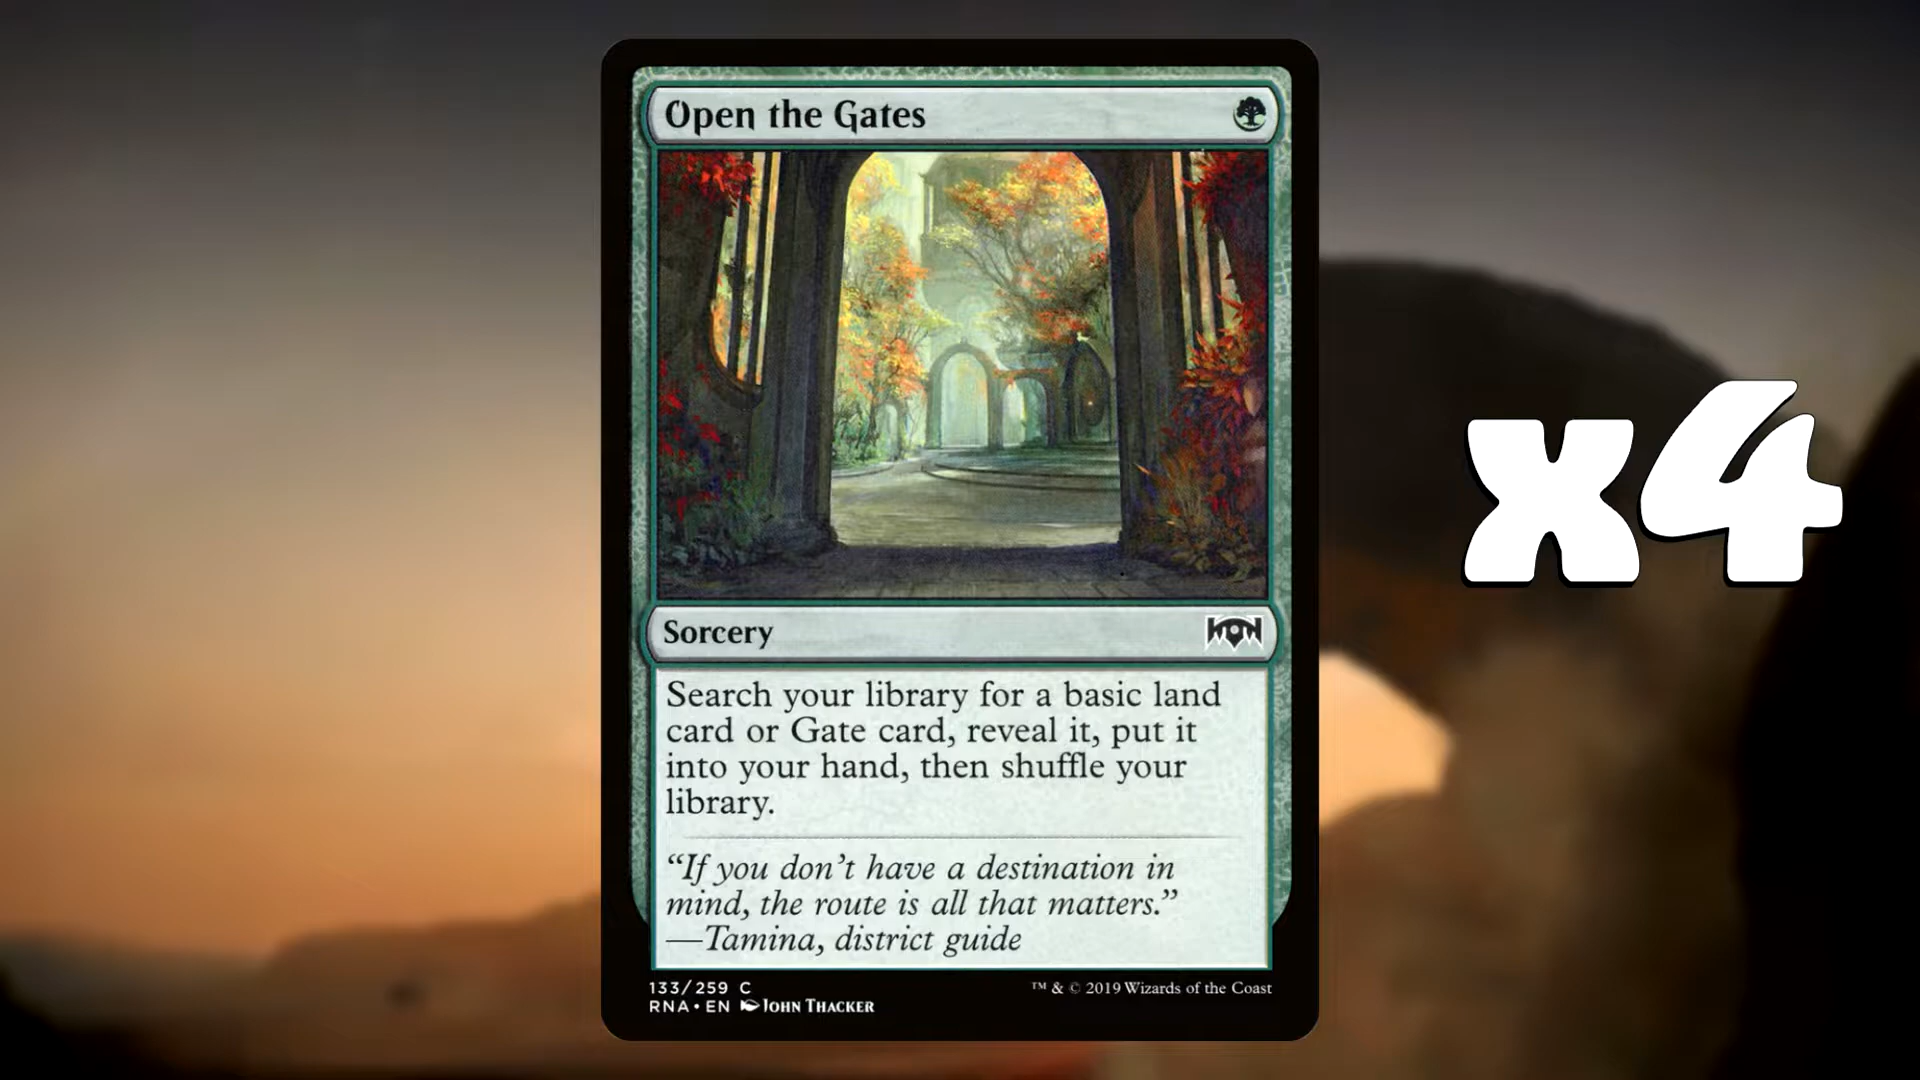 Open the Gates
x4
Sorcery
Search your library for a basic land
card or Gate card, reveal it, put it
into your hand, then shuffle your
library.
“If you don’t have a destination in
mind, the route is all that matters.”
—Tamina, district guide
133/259 C
RNA • EN John Thacker
™ & © 2019 Wizards of the Coast